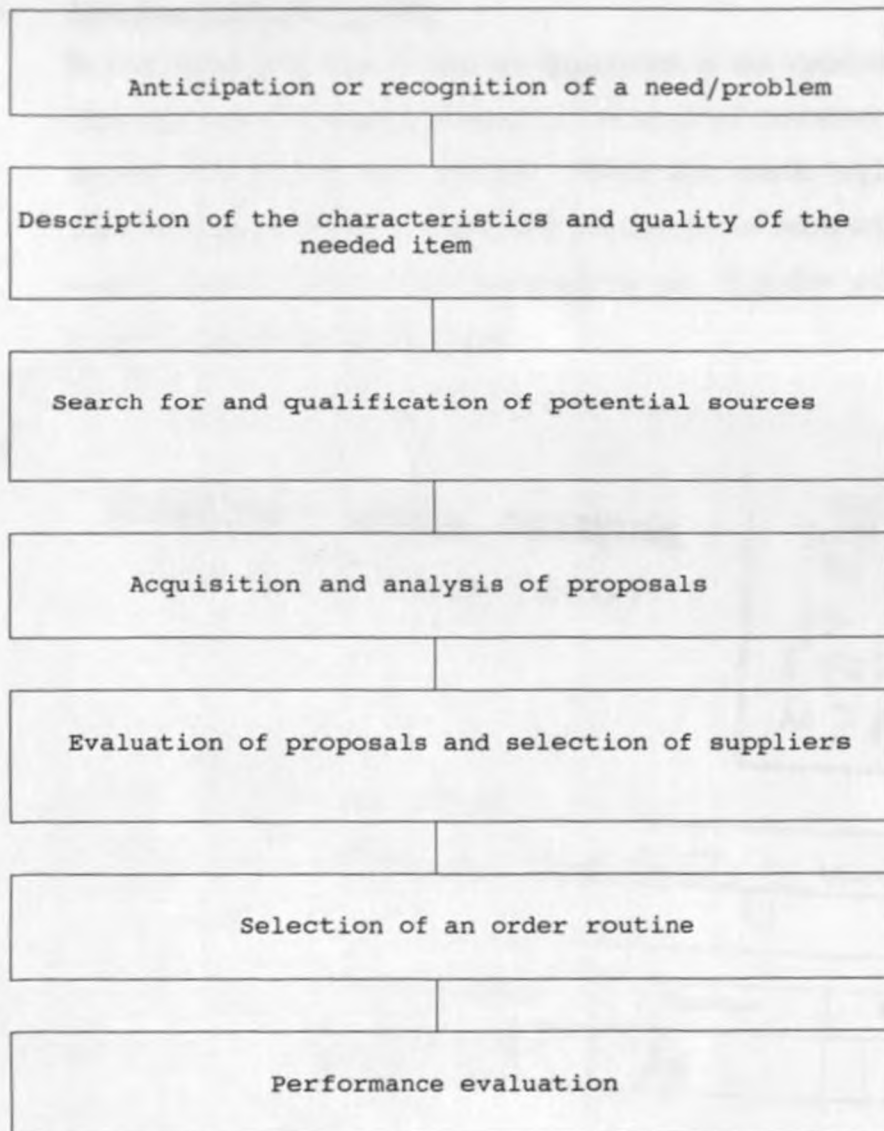 Anticipation or recognition of a need/problem
Description of the characteristics and quality of the
needed item
Search for and qualification of potential sources
Acquisition and analysis of proposals
Evaluation of proposals and selection of suppliers
Selection of an order routine
Performance evaluation